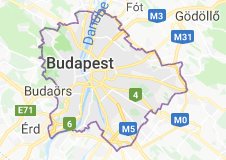 Fót
Gödöllő
M3
Danube
M31
Budapest
Budaörs
4
E71
6
M0
Érd
M5